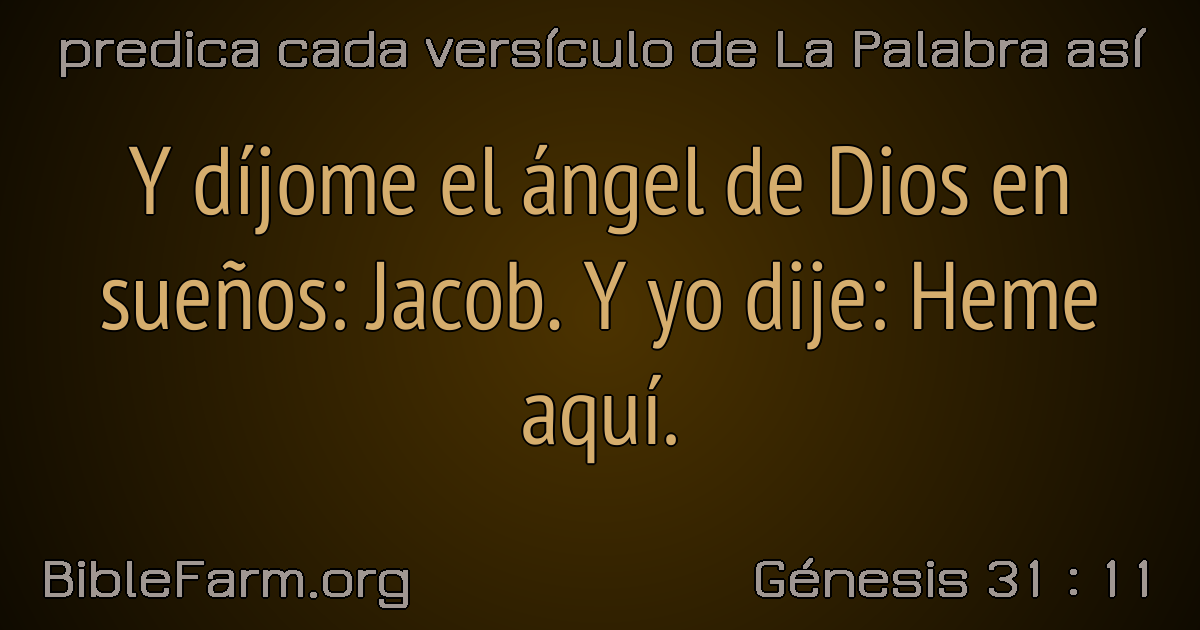 predica cada versículo de La Palabra así
Y díjome el ángel de Dios en
sueños: Jacob. Y yo dije: Heme
aquí.
BibleFarm.org
Génesis 31 : 11